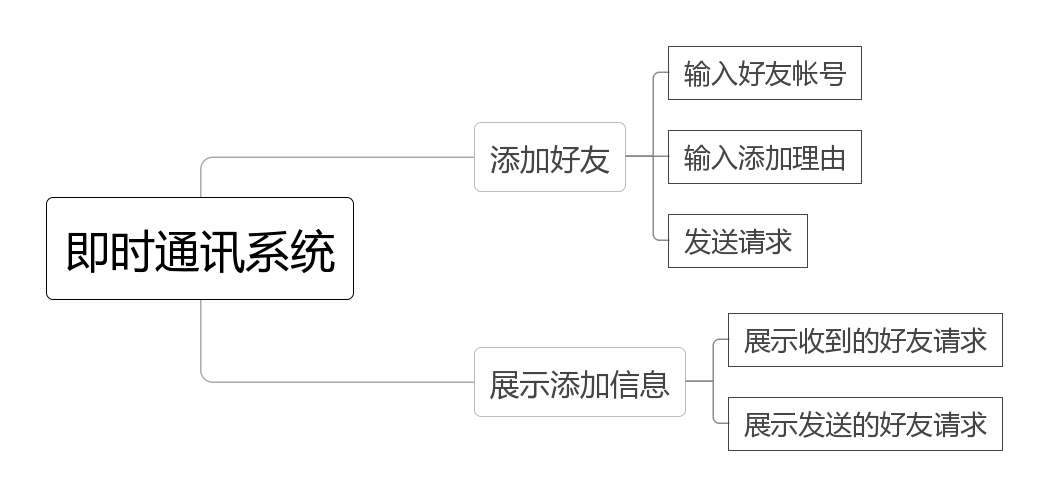 即时通讯系统
添加好友
输入好友帐号
输入添加理由
发送请求
展示添加信息
展示收到的好友请求
展示发送的好友请求